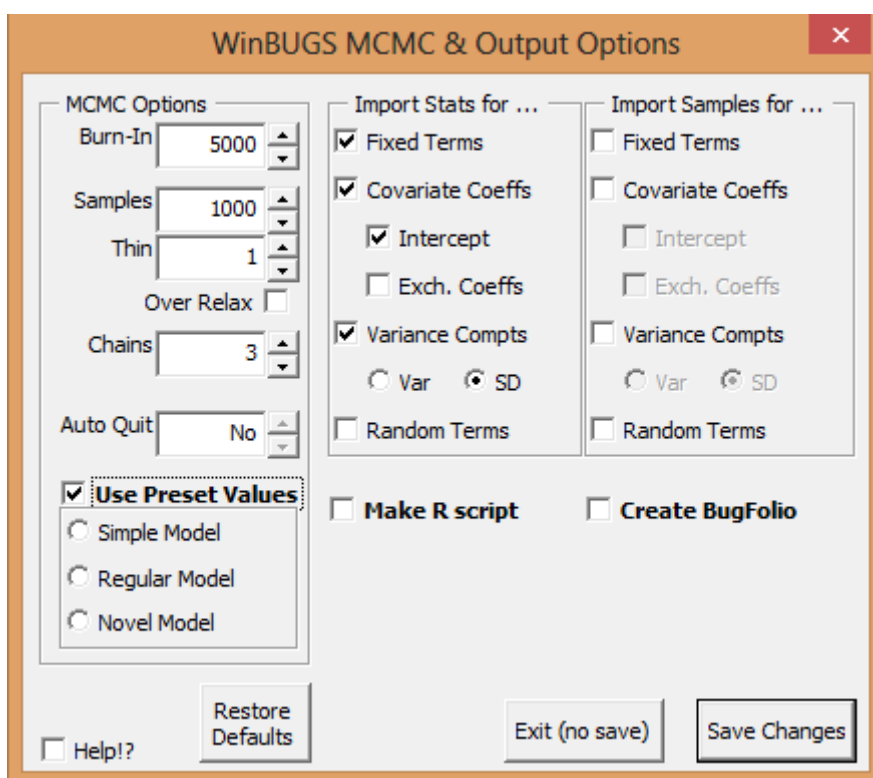 WinBUGS MCMC & Output Options
MCMC Options
Burn-In 5000
Samples 1000
Thin 1
Over Relax
Chains 3
Auto Quit No
Use Preset Values
Simple Model
Regular Model
Novel Model
Import Stats for ...
Fixed Terms
Covariate Coeffs
Intercept
Exch. Coeffs
Variance Compts
Var SD
Random Terms
Import Samples for ...
Fixed Terms
Covariate Coeffs
Intercept
Exch. Coeffs
Variance Compts
Var SD
Random Terms
Make R script
Create BugFolio
Help!?
Restore
Defaults
Exit (no save)
Save Changes